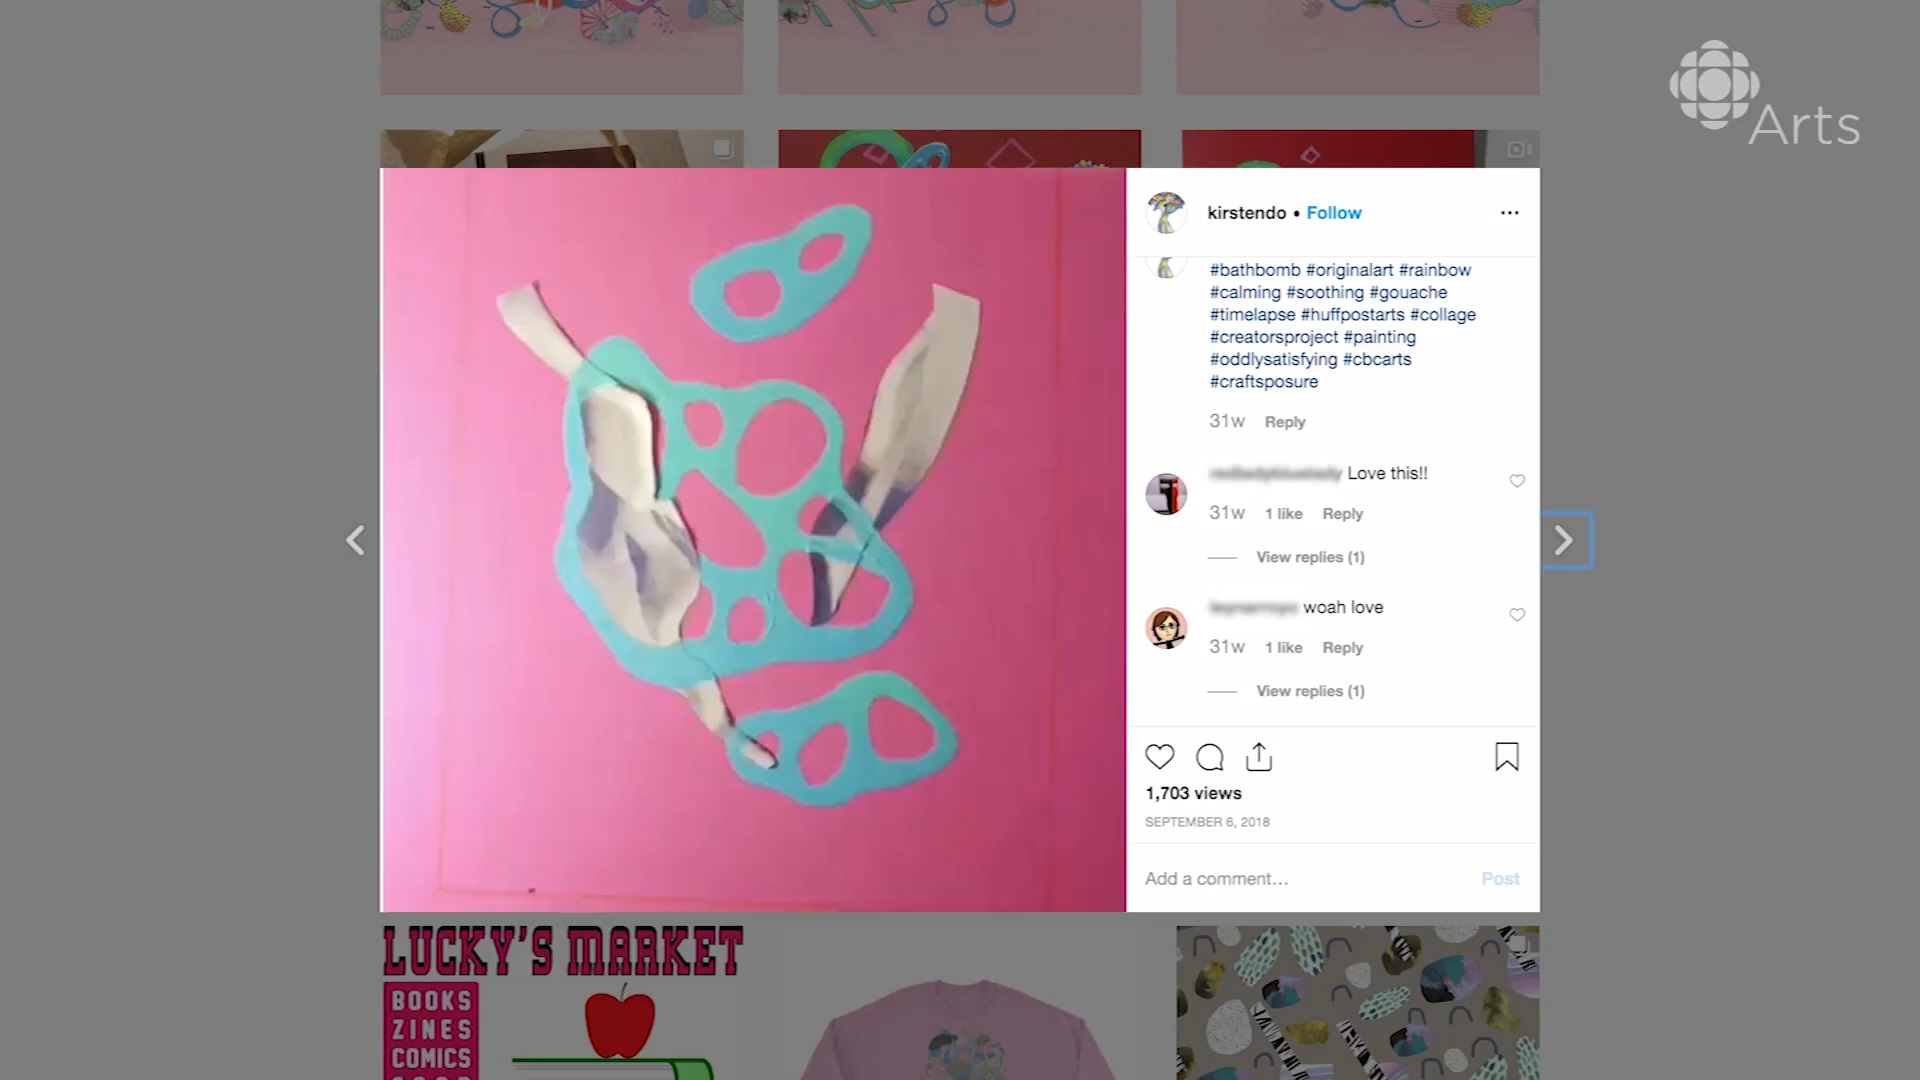 Arts
kirstendo • Follow
#bathbomb #originalart #rainbow
#calming #soothing #gouache
#timelapse #huffpostarts #collage
#creatorsproject #painting
#oddlysatisfying #cbcarts
#craftsposure
31w Reply
Love this!!
31w 1 like Reply
View replies (1)
woah love
31w 1 like Reply
View replies (1)
1,703 views
SEPTEMBER 6, 2018
Add a comment... Post
LUCKY'S MARKET
BOOKS
ZINES
COMICS